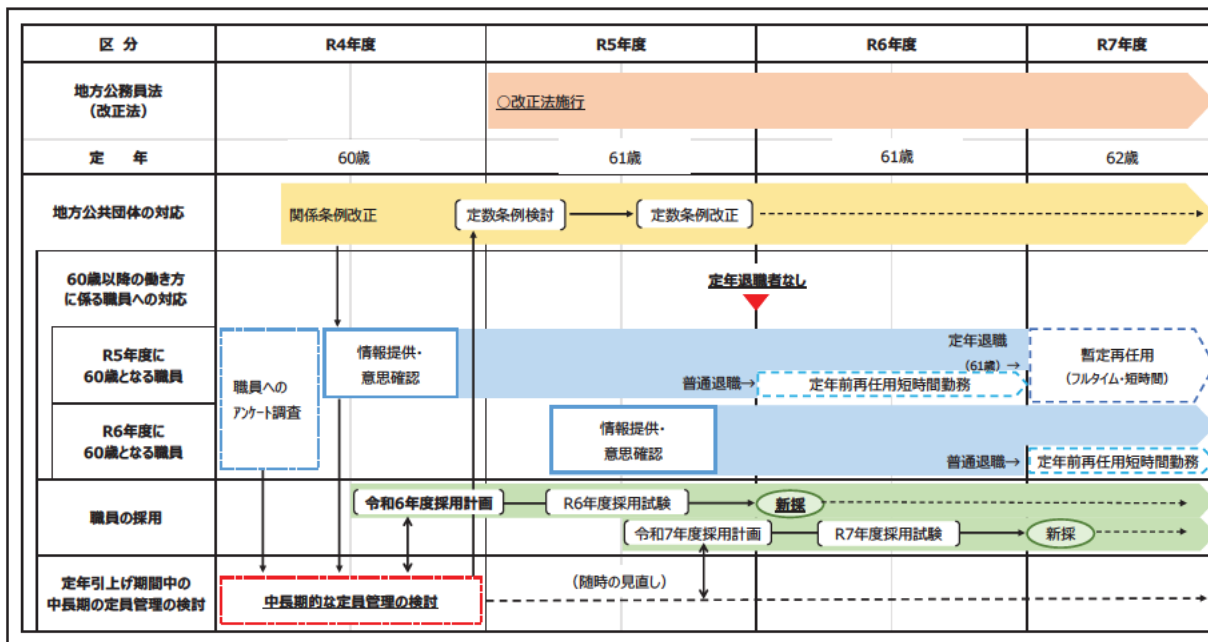 区 分
R4年度
R5年度
R6年度
R7年度
地方公務員法
(改正法)
○改正法施行
定 年
60歳
61歳
61歳
62歳
地方公共団体の対応
関係条例改正
定数条例検討
定数条例改正
60歳以降の働き方
に係る職員への対応
定年退職者なし
R5年度に
60歳となる職員
職員への
アンケート調査
情報提供・
意思確認
普通退職→
定年退職
(61歳) →
定年前再任用短時間勤務
暫定再任用
(フルタイム・短時間)
R6年度に
60歳となる職員
情報提供・
意思確認
普通退職→
定年前再任用短時間勤務
職員の採用
令和6年度採用計画
R6年度採用試験
新採
令和7年度採用計画
R7年度採用試験
新採
定年引上げ期間中の
中長期の定員管理の検討
中長期的な定員管理の検討
(随時の見直し)